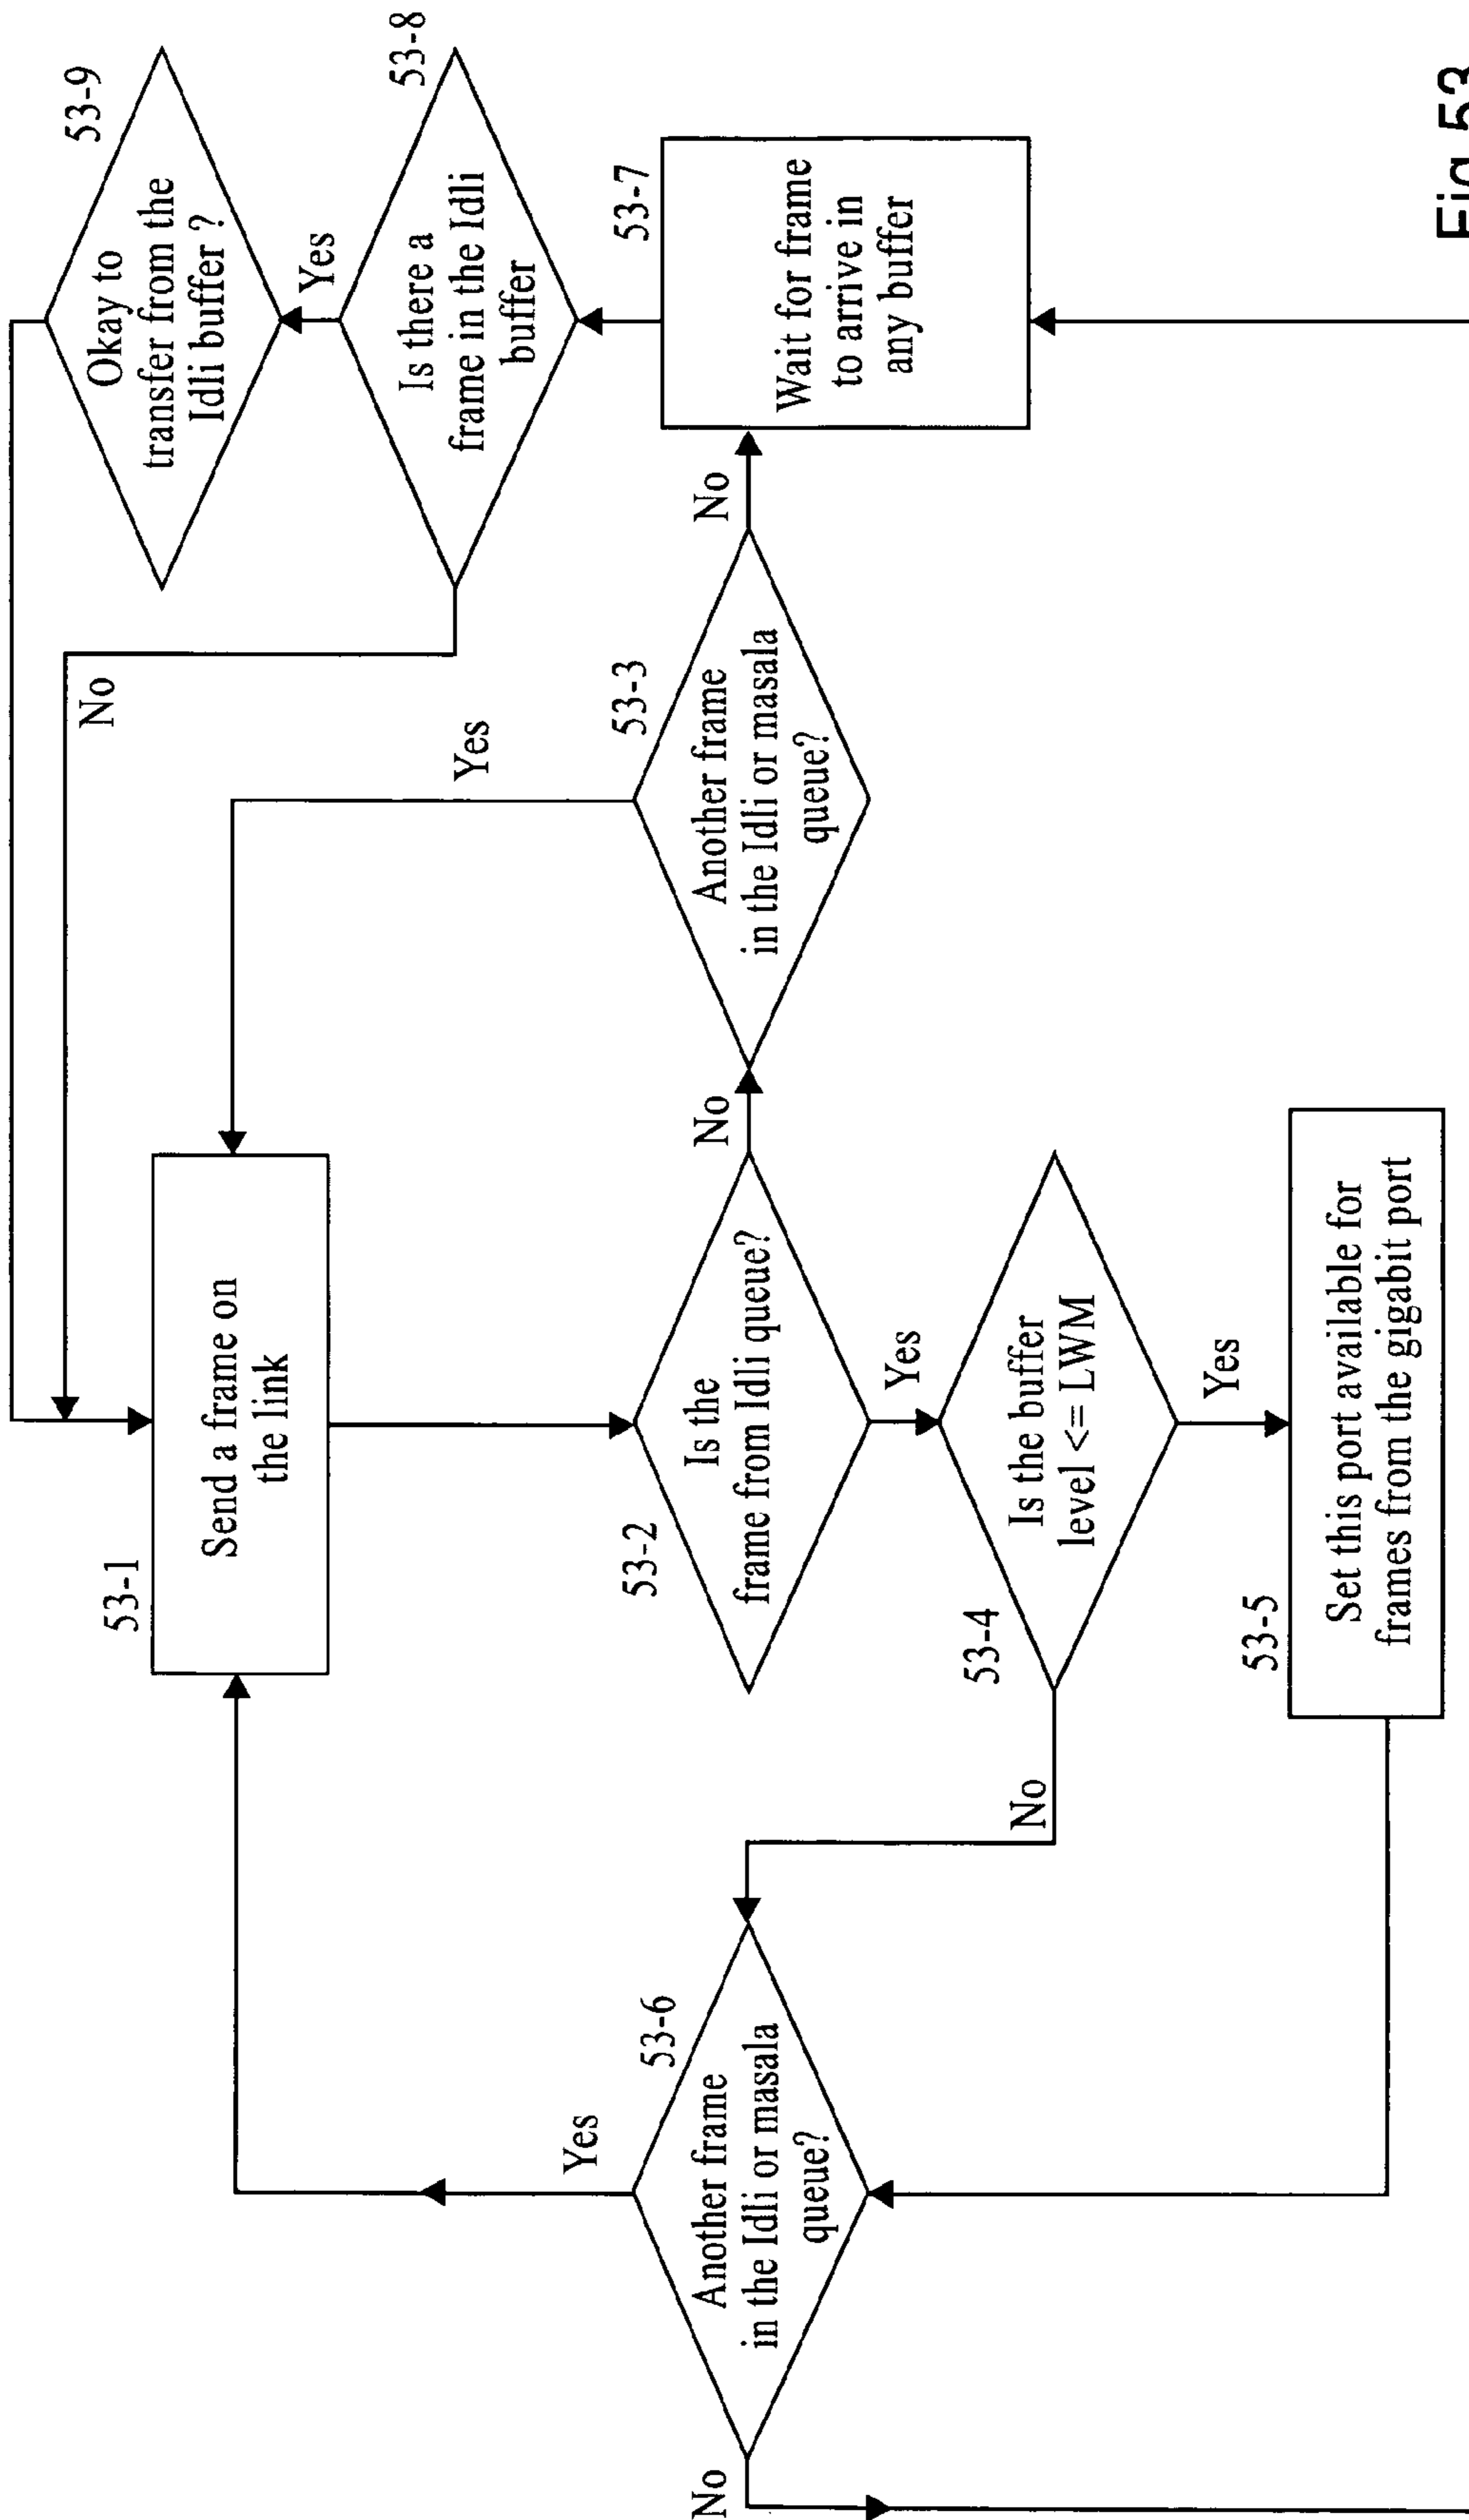 53-1
Send a frame on
the link
53-2
Is the
frame from Idli queue?
No
Yes
53-3
Another frame
in the Idli or masala
queue?
Yes
No
53-4
Is the buffer
level <= LWM
No
Yes
53-5
Set this port available for
frames from the gigabit port
53-6
Another frame
in the Idli or masala
queue?
Yes
No
53-7
Wait for frame
to arrive in
any buffer
53-8
Is there a
frame in the Idli
buffer
No
Yes
53-9
Okay to
transfer from the
Idli buffer ?
Fig 53